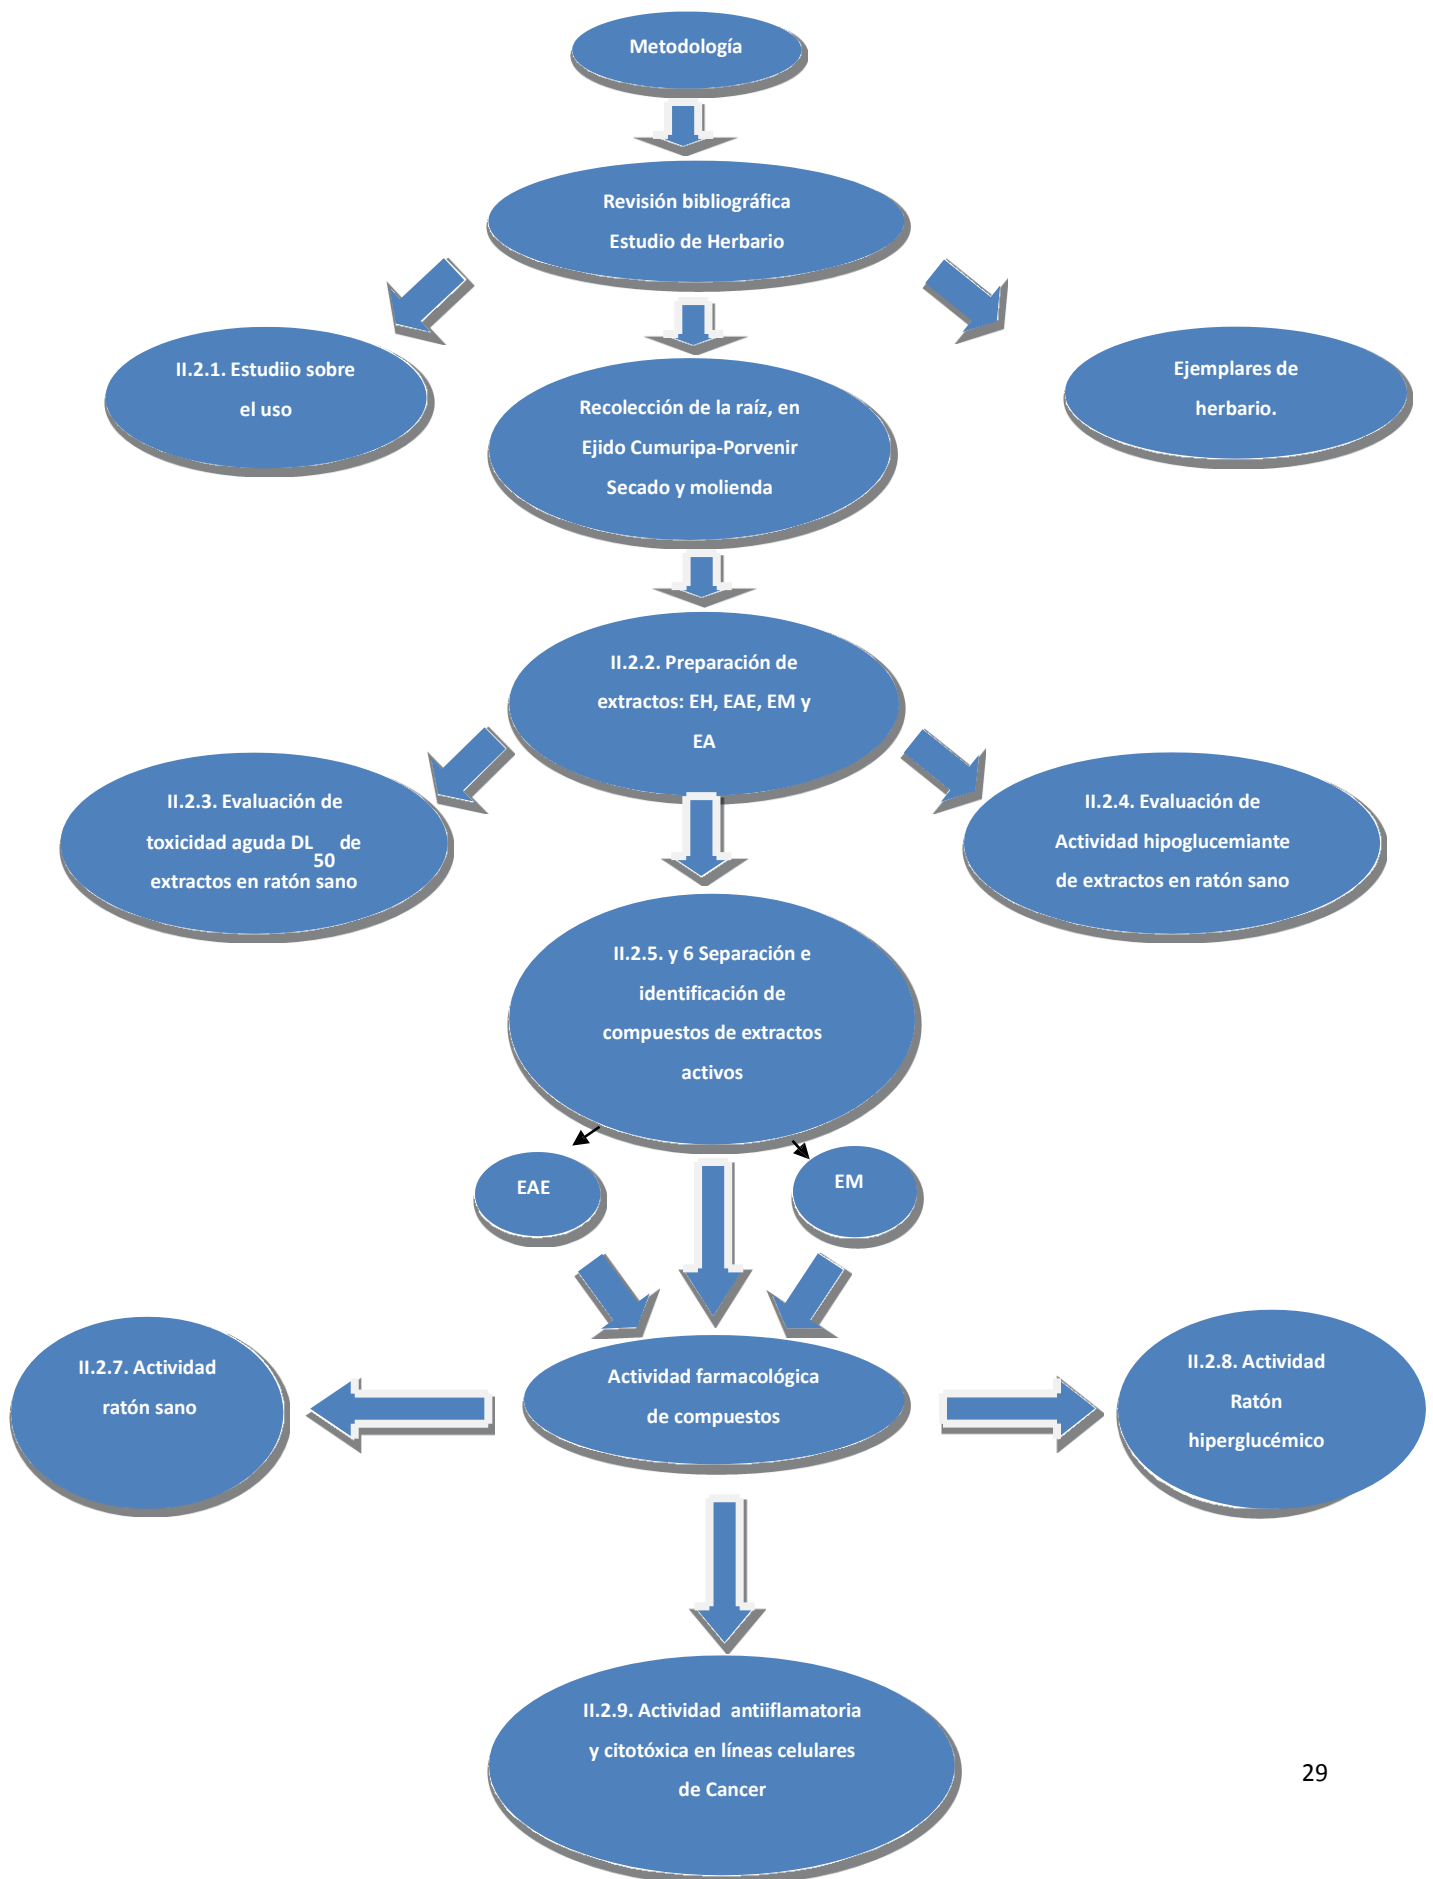 Metodología
Revisión bibliográfica
Estudio de Herbario
II.2.1. Estudiio sobre
el uso
Recolección de la raíz, en
Ejido Cumuripa-Porvenir
Secado y molienda
Ejemplares de
herbario.
II.2.2. Preparación de
extractos: EH, EAE, EM y
EA
II.2.3. Evaluación de
toxicidad aguda DL50 de
extractos en ratón sano
II.2.4. Evaluación de
Actividad hipoglucemiante
de extractos en ratón sano
II.2.5. y 6 Separación e
identificación de
compuestos de extractos
activos
EAE
EM
II.2.7. Actividad
ratón sano
Actividad farmacológica
de compuestos
II.2.8. Actividad
Ratón
hiperglucémico
II.2.9. Actividad antiiflamatoria
y citotóxica en líneas celulares
de Cancer
29